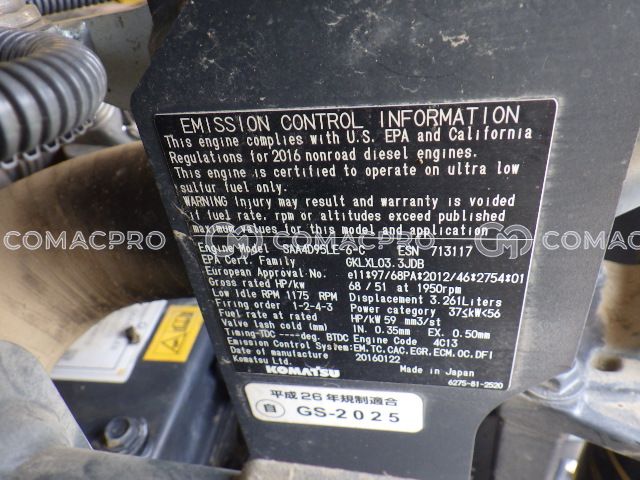 EMISSION CONTROL INFORMATION
This engine complies with U.S. EPA and California
Regulations for 2016 nonroad diesel engines.
This engine is certified to operate on ultra low
sulfur fuel only.
WARNING Injury may result and warranty is voided
if fuel rate. rpm or altitudes exceed published
maximum values for this model and application
Engine Model SAA4D95LE-6-C ESN 713117
EPA Cert. Family GKLXL03.3JDB
European Approval No. e11*97/68PA*2012/46*2754*01
Gross rated HP/kw 68/51 at 1950rpm
Low Idle RPM 1175 RPM Displacement 3.261Liters
Firing order 1-2-4-3 Power category 37≤kW<56
Fuel rate at rated HP/kW 59 mm3/st
Valve lash cold (mm) IN. 0.35mm EX. 0.50mm
Timing-TDC ----deg. BTDC Engine Code 4C13
Emission Control System: EM.TC.CAC.EGR.ECM.OC.DFI
Date of manufacture 20160122
Komatsu Ltd.
KOMATSU Made in Japan
6275-81-2520
平成26年規制適合
自 GS-2025
COMACPRO COMACPRO COMACPRO